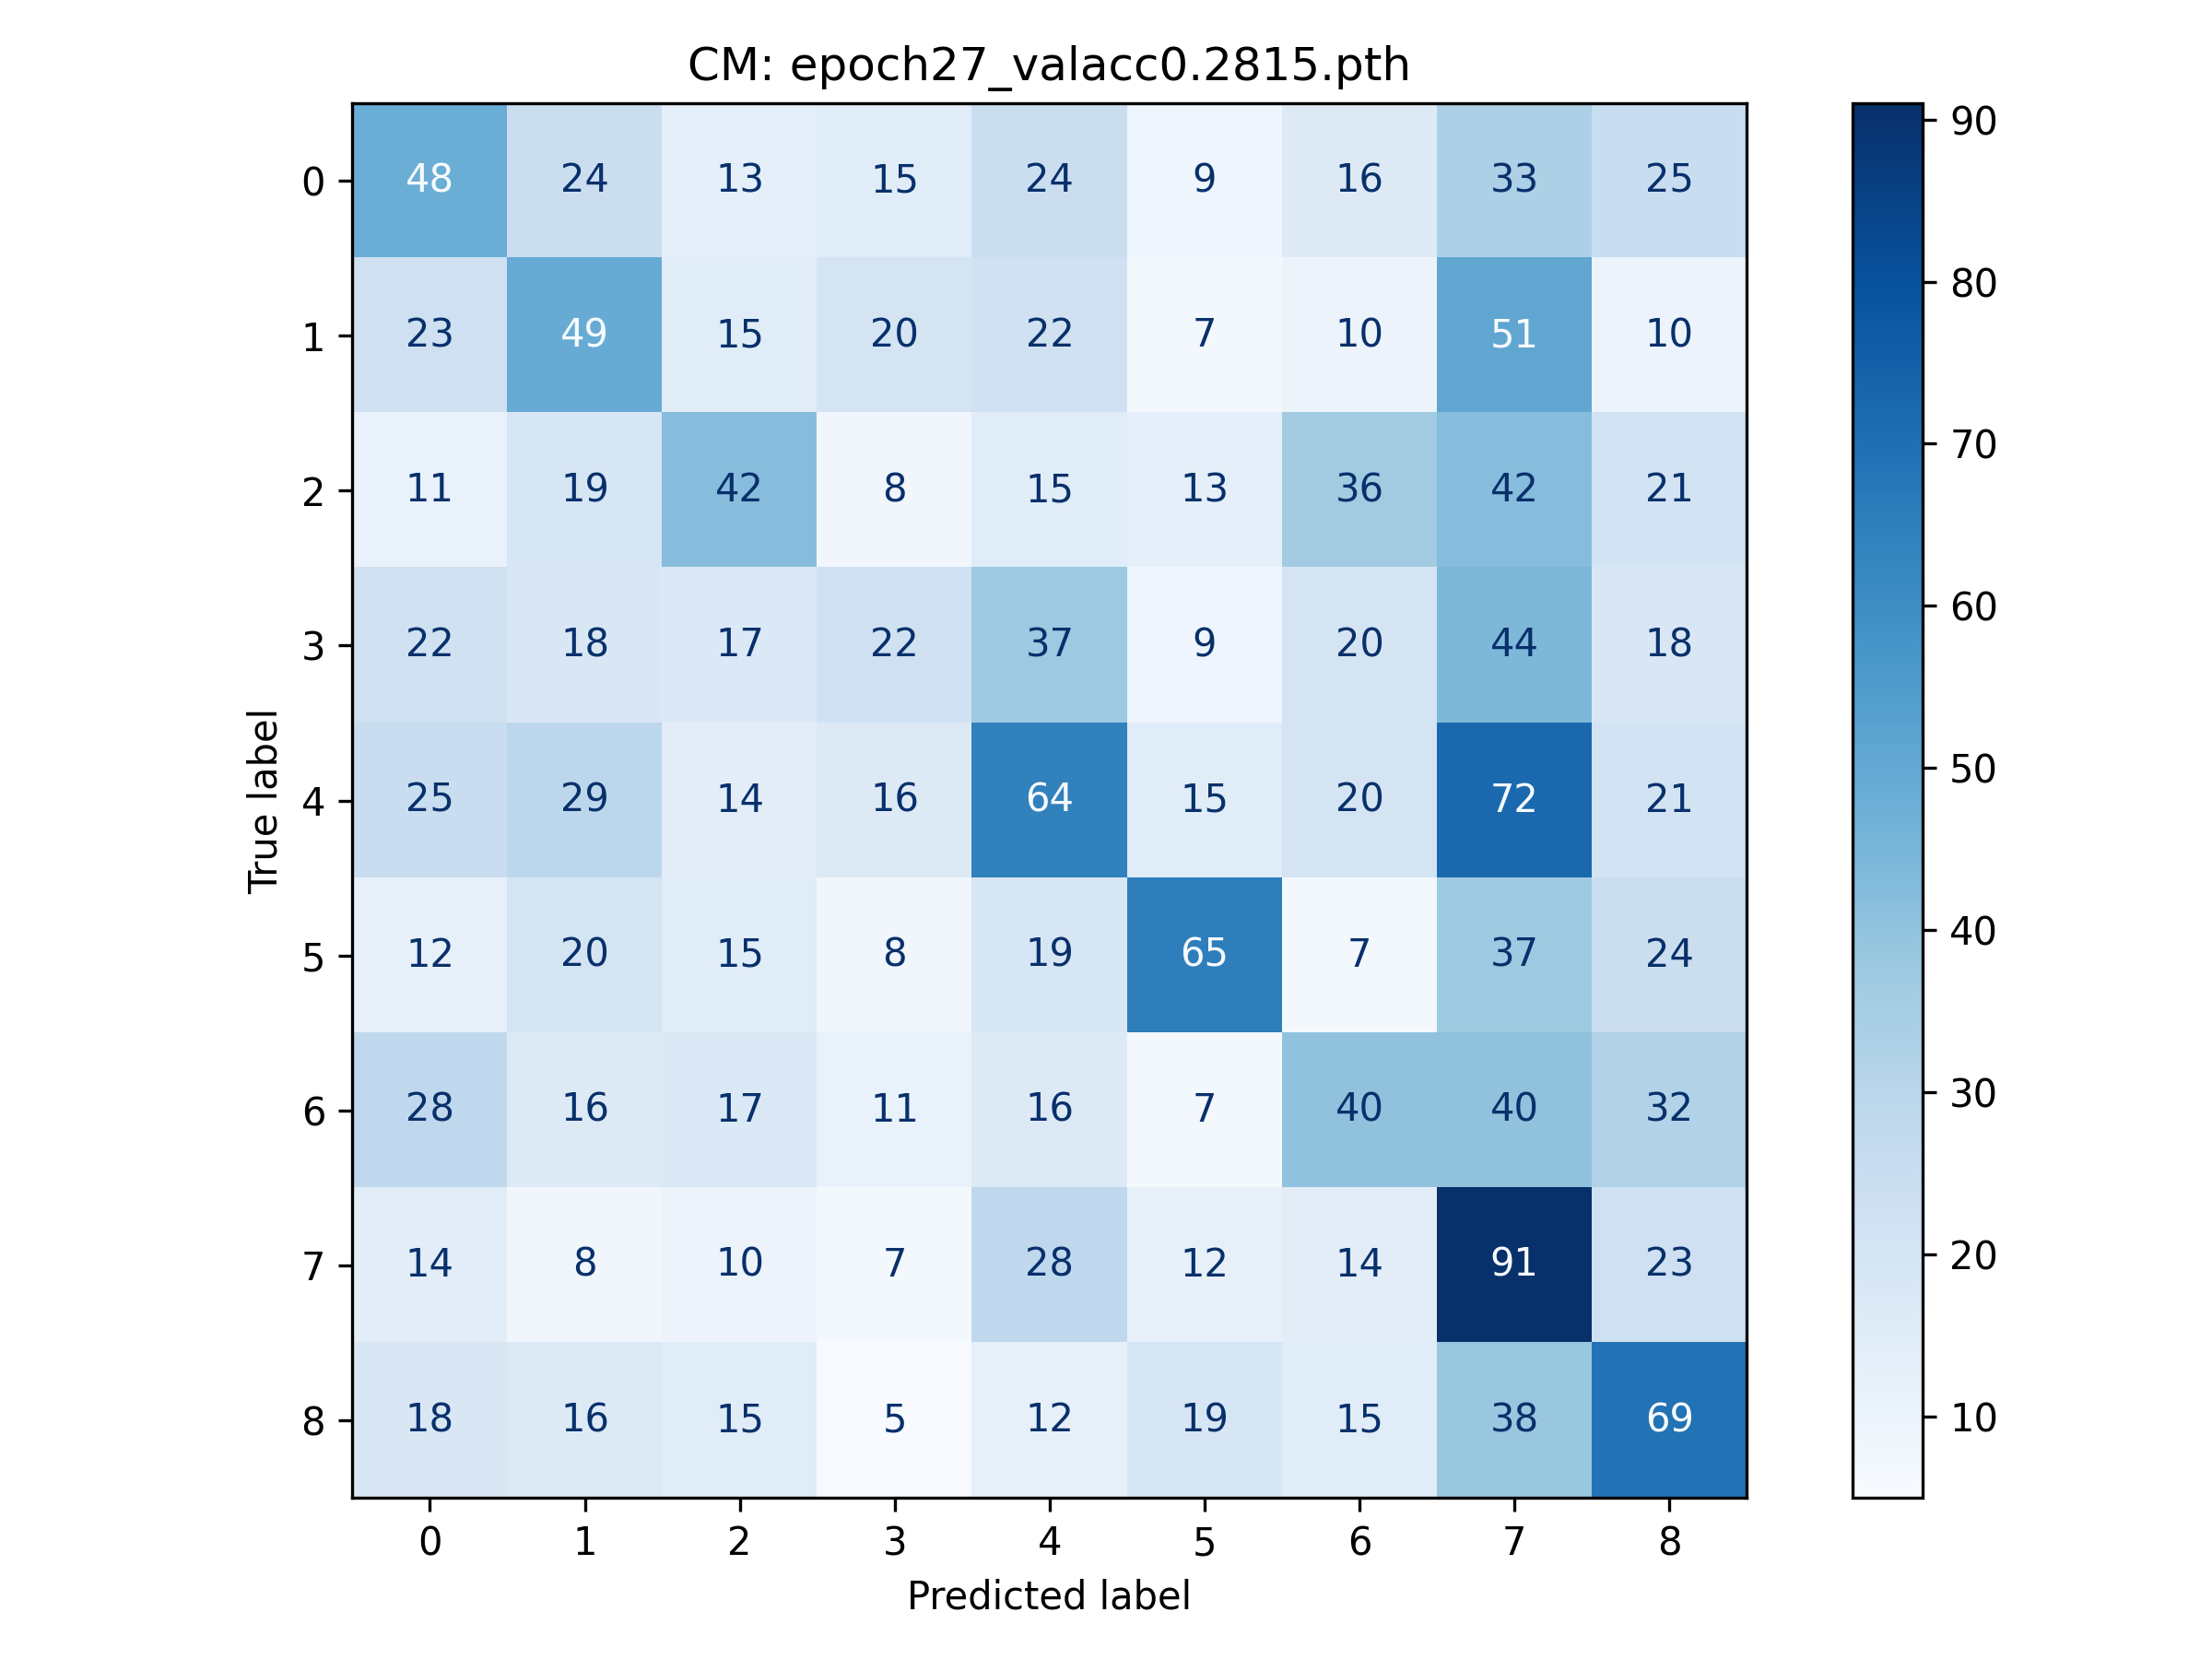 CM: epoch27_valacc0.2815.pth
0 48 24 13 15 24 9 16 33 25
1 23 49 15 20 22 7 10 51 10
2 11 19 42 8 15 13 36 42 21
3 22 18 17 22 37 9 20 44 18
4 25 29 14 16 64 15 20 72 21
5 12 20 15 8 19 65 7 37 24
6 28 16 17 11 16 7 40 40 32
7 14 8 10 7 28 12 14 91 23
8 18 16 15 5 12 19 15 38 69
0 1 2 3 4 5 6 7 8
Predicted label
True label
90
80
70
60
50
40
30
20
10